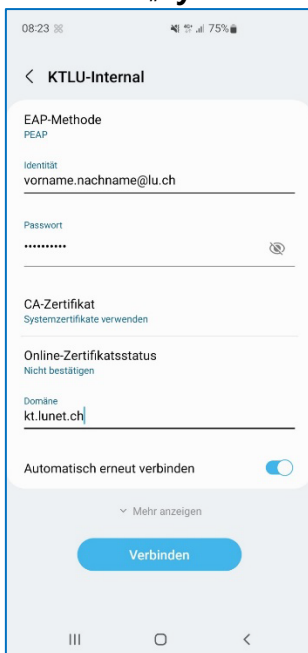 08:23 75%
KTLU-Internal
EAP-Methode
PEAP
Identität
vorname.nachname@lu.ch
Passwort
••••••••••
CA-Zertifikat
Systemzertifikate verwenden
Online-Zertifikatsstatus
Nicht bestätigen
Domäne
kt.lunet.ch
Automatisch erneut verbinden
Mehr anzeigen
Verbinden